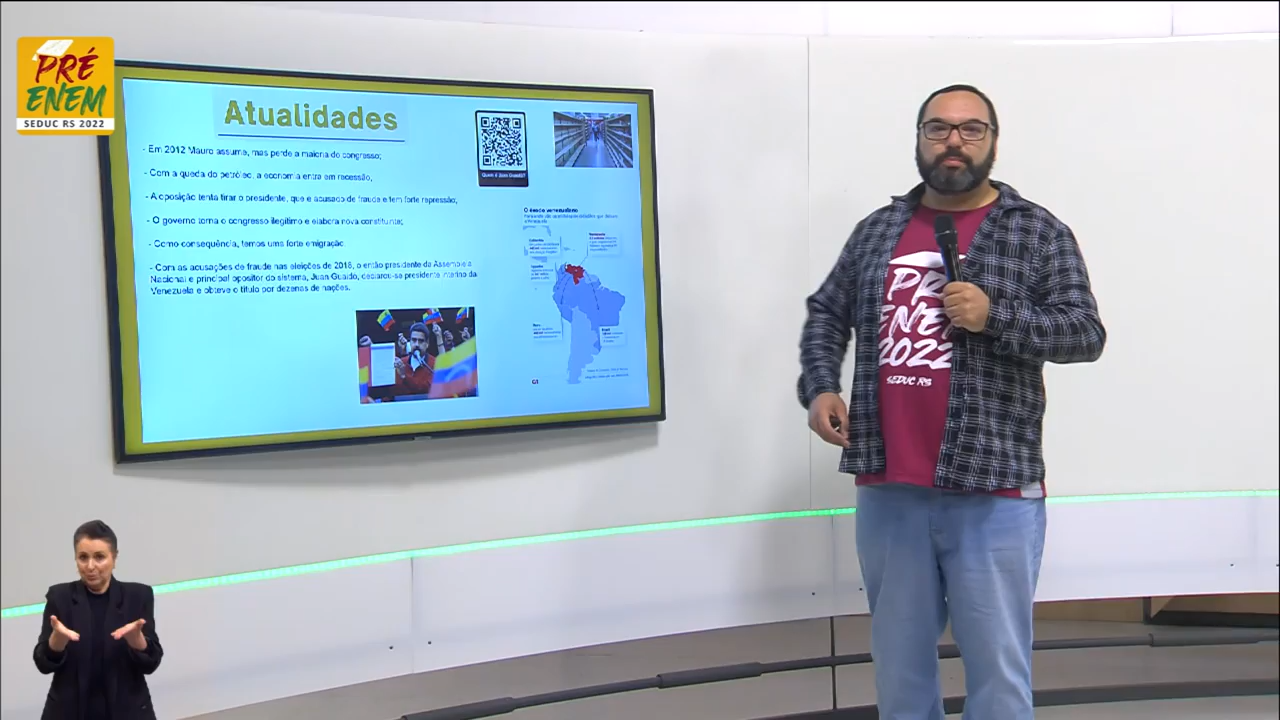 PRÉ
ENEM
SEDUC RS 2022
Atualidades
- Em 2012 Mauro assume, mas perde a maioria do congresso;
- Com a queda do petróleo, a economia entra em recessão,
- A oposição tenta tirar o presidente, que é acusado de fraude e tem forte repressão;
- O governo torna o congresso ilegítimo e elabora nova constituinte;
- Como consequência, temos uma forte emigração.
- Com as acusações de fraude nas eleições de 2018, o então presidente da Assembleia
Nacional e principal opositor do sistema, Juan Guaidó, declarou-se presidente interino da
Venezuela e obteve o título por dezenas de nações.
Quem é Juan Guaidó?
O êxodo venezuelano
G1
PRÉ
ENEM
2022
SEDUC RS